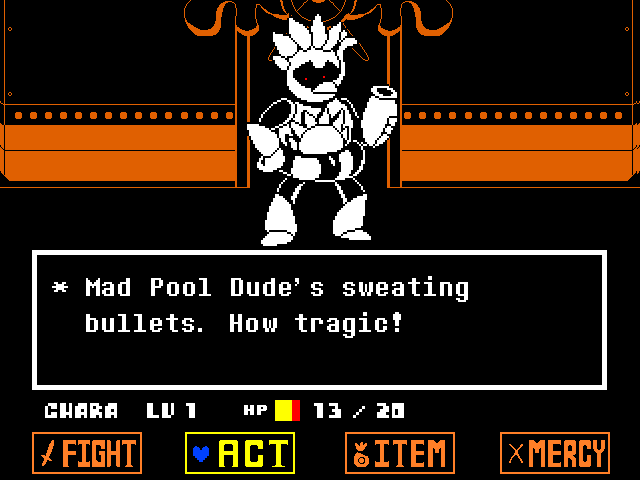 * Mad Pool Dude's sweating
bullets. How tragic!
CHARA LV 1 HP 13 / 20
FIGHT ACT ITEM MERCY